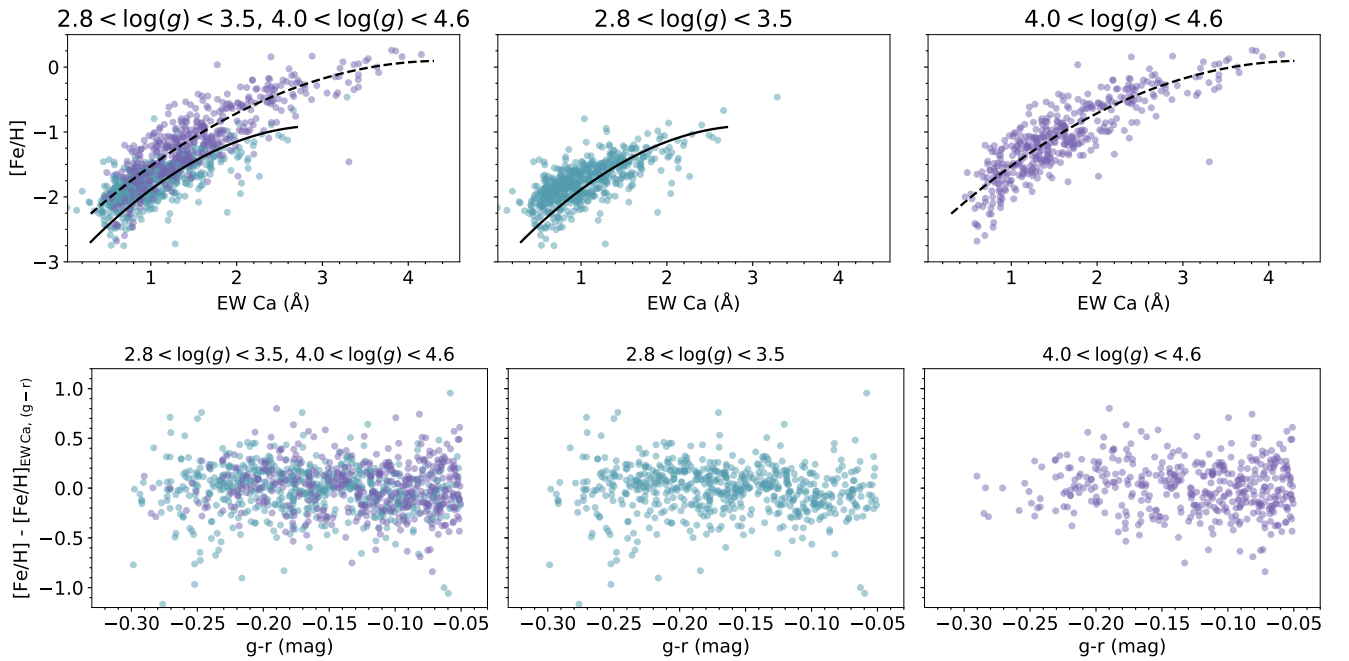 2.8 < log(g) < 3.5, 4.0 < log(g) < 4.6
2.8 < log(g) < 3.5
4.0 < log(g) < 4.6
[Fe/H]
0
−1
−2
−3
1 2 3 4
1 2 3 4
1 2 3 4
EW Ca (Å)
EW Ca (Å)
EW Ca (Å)
2.8 < log(g) < 3.5, 4.0 < log(g) < 4.6
2.8 < log(g) < 3.5
4.0 < log(g) < 4.6
[Fe/H] - [Fe/H]EW Ca, (g−r)
1.0
0.5
0.0
−0.5
−1.0
−0.30 −0.25 −0.20 −0.15 −0.10 −0.05
−0.30 −0.25 −0.20 −0.15 −0.10 −0.05
−0.30 −0.25 −0.20 −0.15 −0.10 −0.05
g-r (mag)
g-r (mag)
g-r (mag)